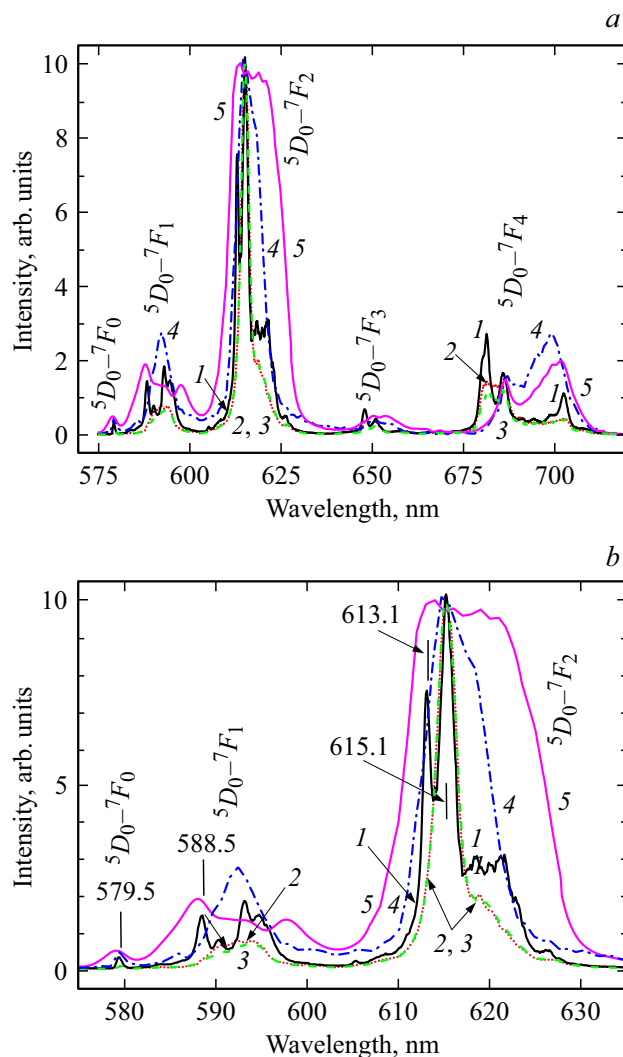 a
10
8
6
4
2
0
Intensity, arb. units
⁵D₀–⁷F₀
⁵D₀–⁷F₁
4
1
5
⁵D₀–⁷F₂
4
5
2, 3
⁵D₀–⁷F₃
⁵D₀–⁷F₄
1
2
3
4
1
5
575 600 625 650 675 700
Wavelength, nm
b
10
5
0
Intensity, arb. units
⁵D₀–⁷F₀
579.5
588.5
⁵D₀–⁷F₁
2
3
613.1
615.1
1
5
4
1
1
2, 3
4
5
⁵D₀–⁷F₂
580 590 600 610 620 630
Wavelength, nm